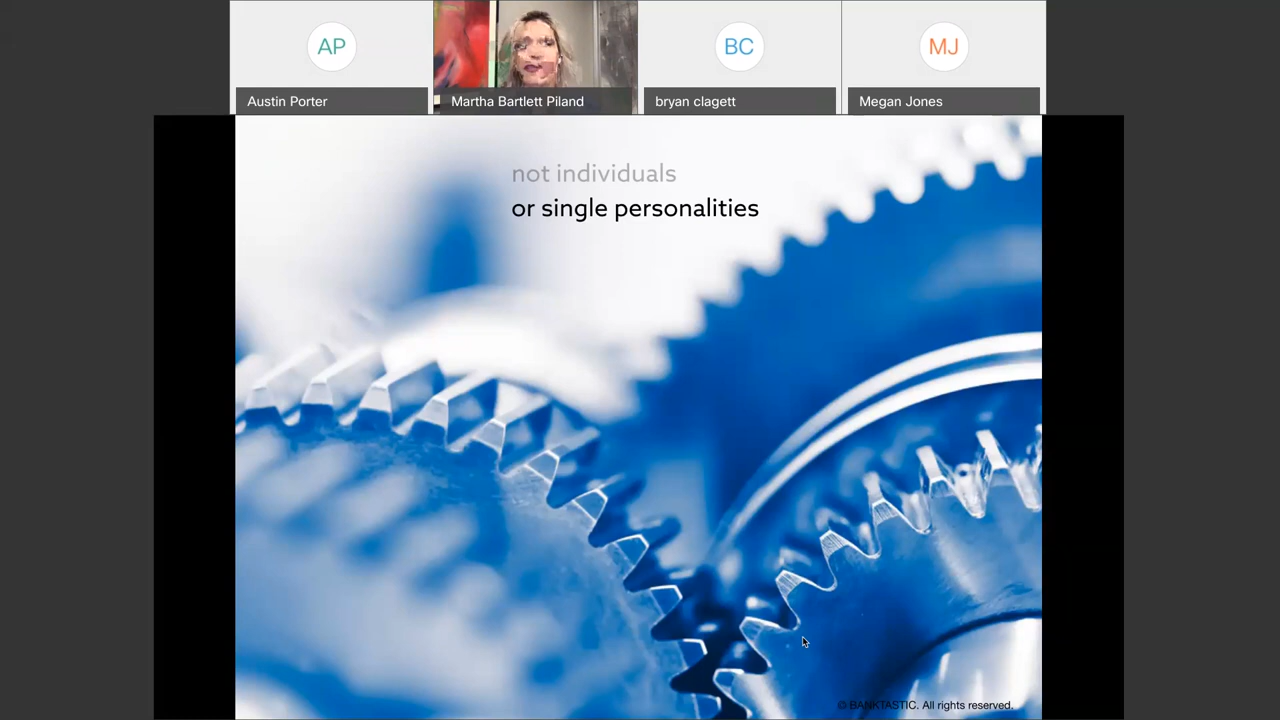 AP
BC
MJ
Austin Porter
Martha Bartlett Piland
bryan clagett
Megan Jones
not individuals
or single personalities
© BANKTASTIC. All rights reserved.